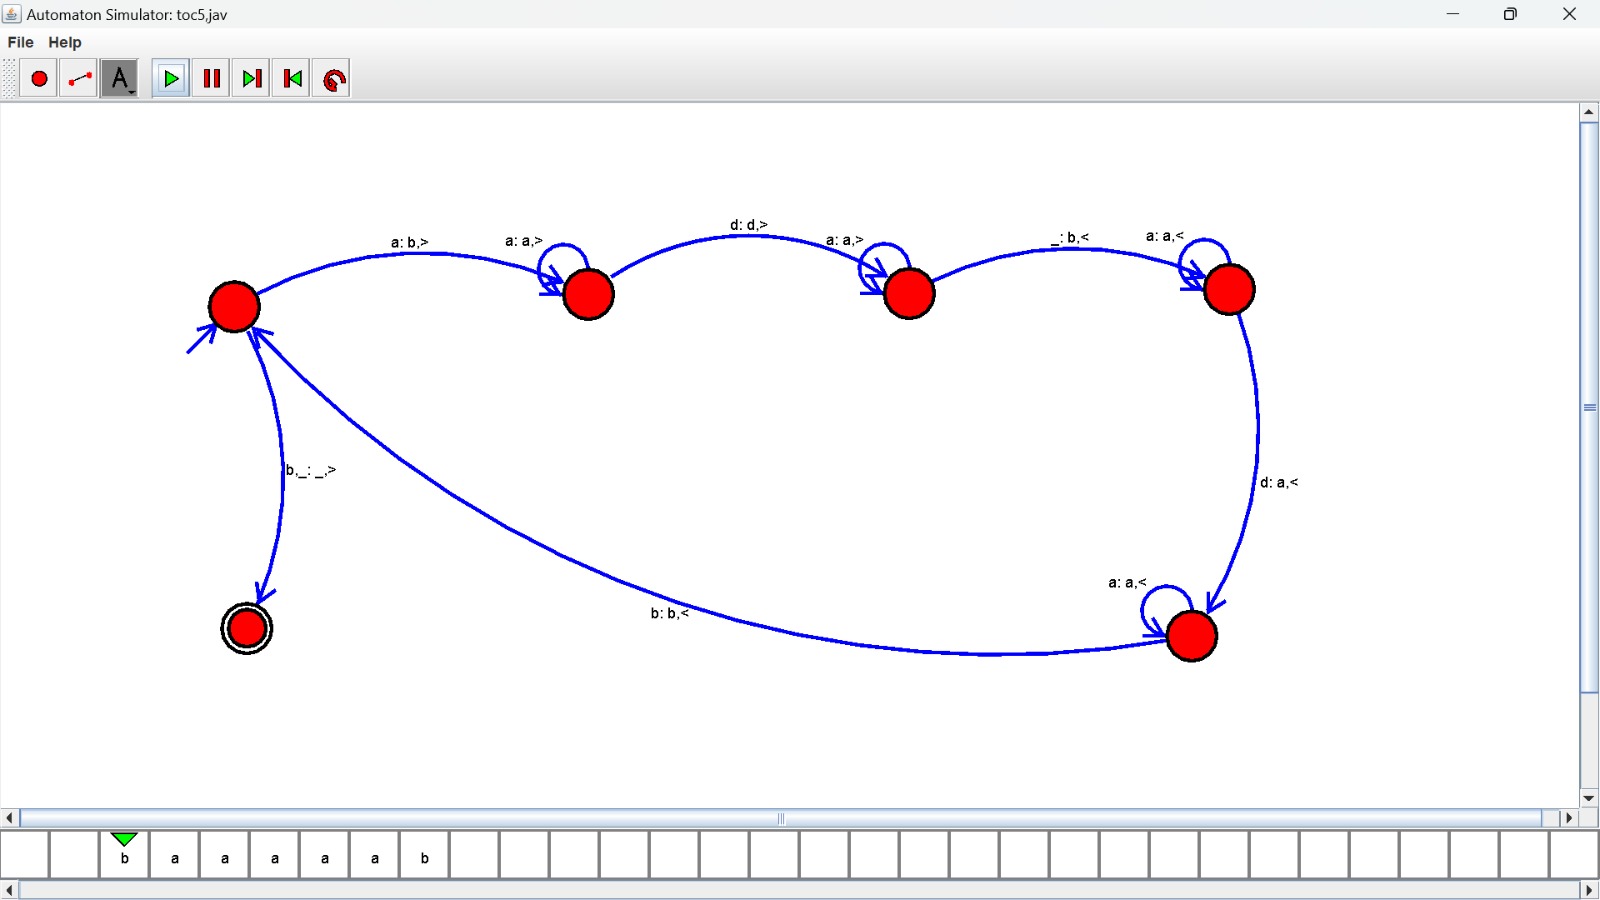 Automaton Simulator: toc5,jav
File Help
A
d: d,>
a: b,>
a: a,>
a: a,>
_: b,<
a: a,<
b,_: _,>
d: a,<
a: a,<
b: b,<
b a a a a a b